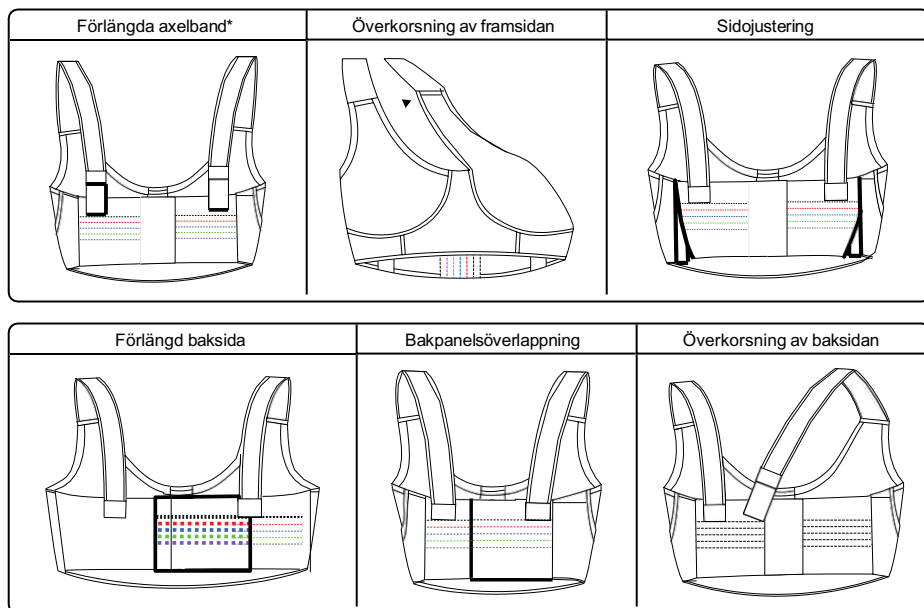 Förlängda axelband*
Överkorsning av framsidan
Sidojustering
Förlängd baksida
Bakpanelsöverlappning
Överkorsning av baksidan